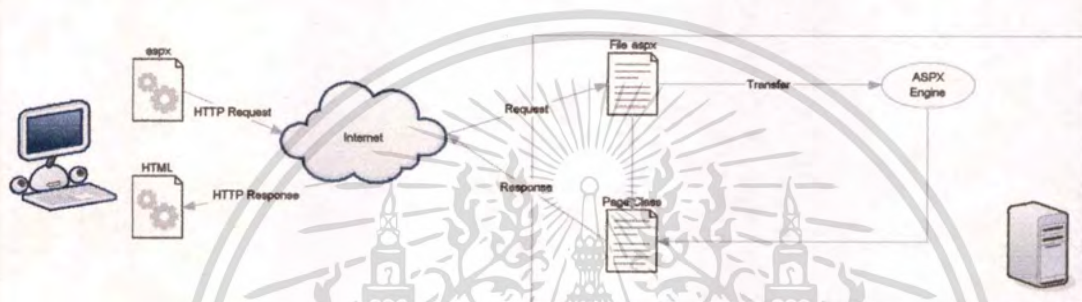 aspx
HTTP Request
HTML
HTTP Response
Internet
Request
Response
File aspx
Transfer
ASPX
Engine
Page Class